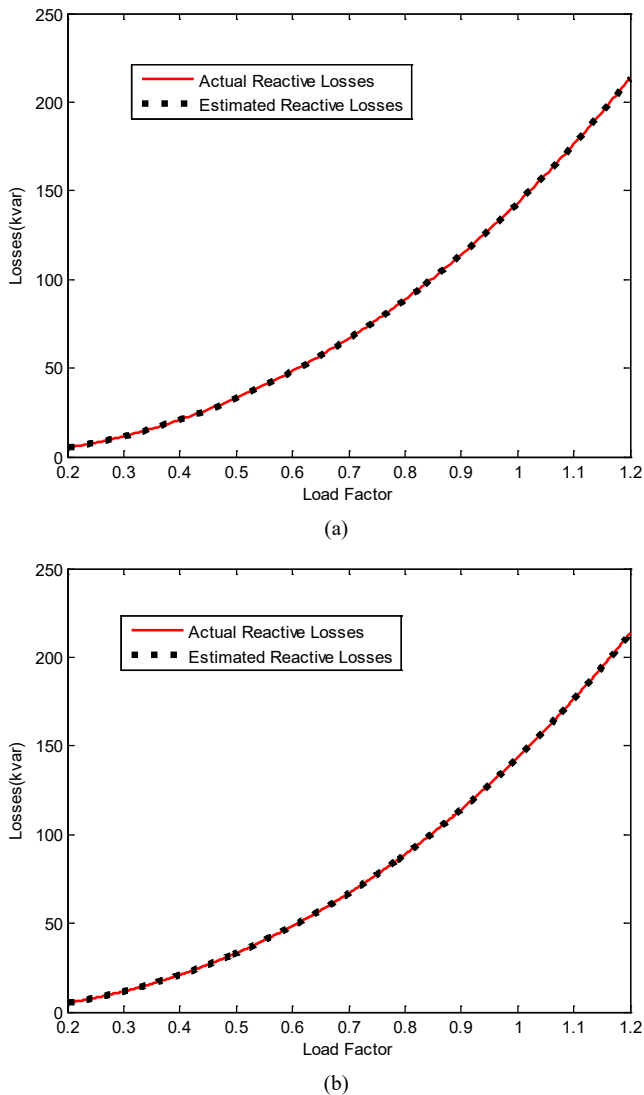 250
200
150
100
50
0
Losses(kvar)
Actual Reactive Losses
Estimated Reactive Losses
0.2 0.3 0.4 0.5 0.6 0.7 0.8 0.9 1 1.1 1.2
Load Factor
(a)
250
200
150
100
50
0
Losses(kvar)
Actual Reactive Losses
Estimated Reactive Losses
0.2 0.3 0.4 0.5 0.6 0.7 0.8 0.9 1 1.1 1.2
Load Factor
(b)